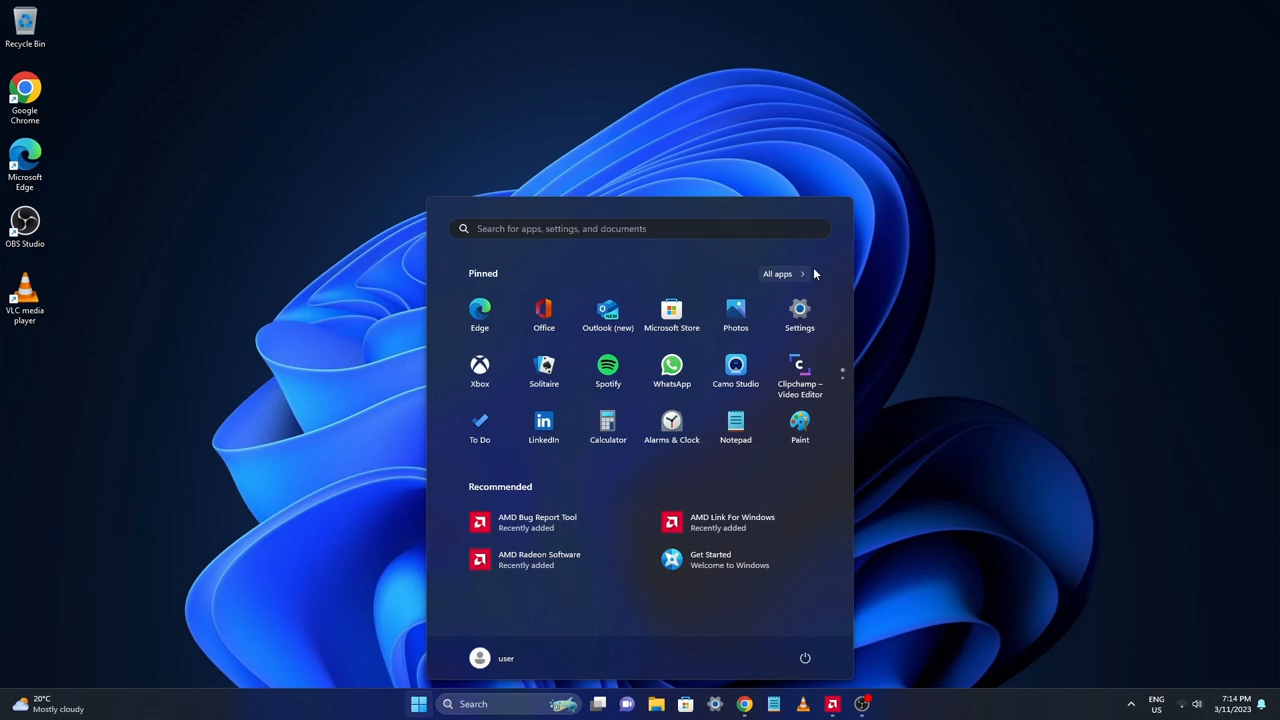 Recycle Bin
Google
Chrome
Microsoft
Edge
OBS Studio
VLC media
player
Search for apps, settings, and documents
Pinned
All apps
Edge
Office
Outlook (new)
Microsoft Store
Photos
Settings
Xbox
Solitaire
Spotify
WhatsApp
Camo Studio
Clipchamp –
Video Editor
To Do
LinkedIn
Calculator
Alarms & Clock
Notepad
Paint
Recommended
AMD Bug Report Tool
Recently added
AMD Link For Windows
Recently added
AMD Radeon Software
Recently added
Get Started
Welcome to Windows
user
20°C
Mostly cloudy
Search
ENG
US
7:14 PM
3/11/2023